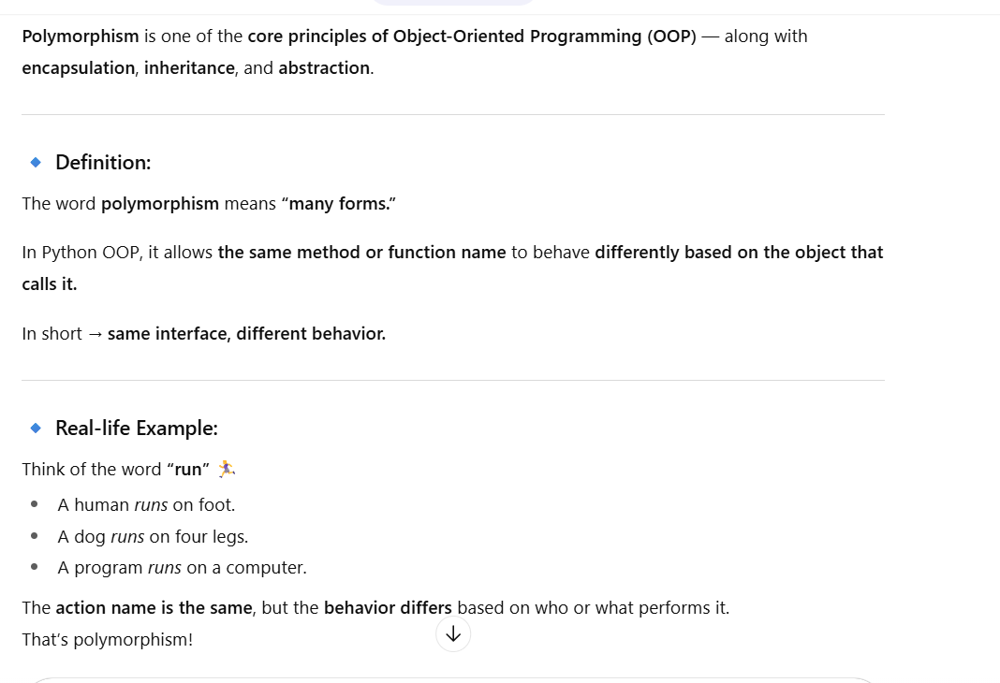 Polymorphism is one of the core principles of Object-Oriented Programming (OOP) — along with
encapsulation, inheritance, and abstraction.
Definition:
The word polymorphism means “many forms.”
In Python OOP, it allows the same method or function name to behave differently based on the object that
calls it.
In short → same interface, different behavior.
Real-life Example:
Think of the word “run” 🏃‍♀️
A human runs on foot.
A dog runs on four legs.
A program runs on a computer.
The action name is the same, but the behavior differs based on who or what performs it.
That’s polymorphism!